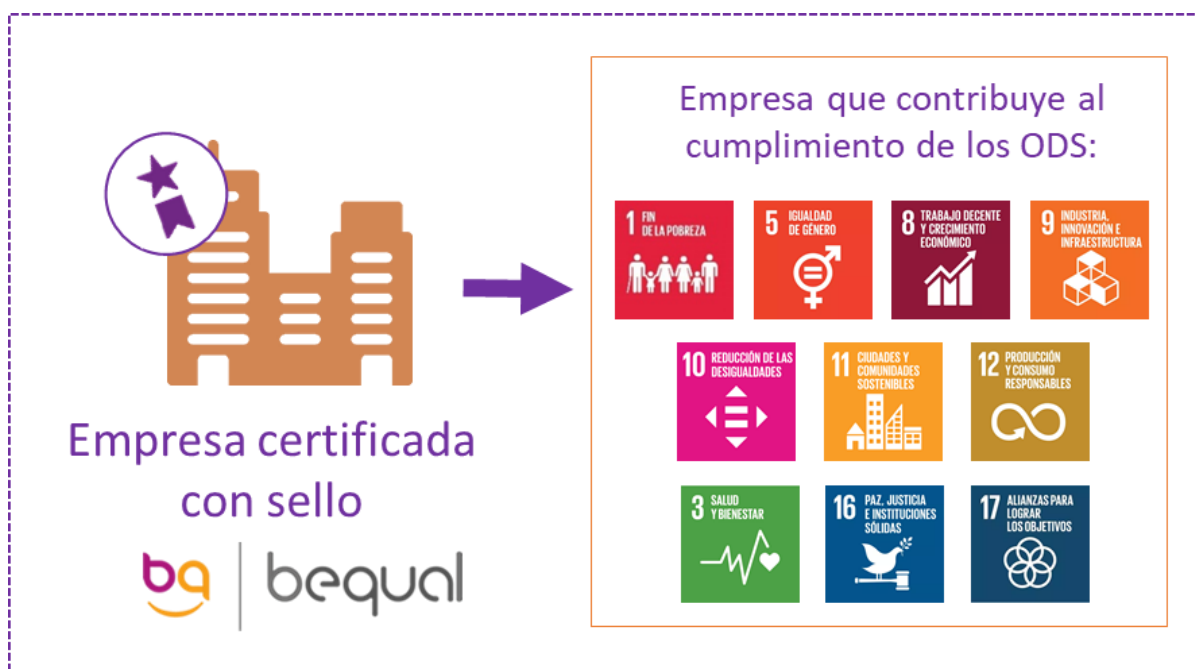 Empresa certificada
con sello
bq
bequal
Empresa que contribuye al
cumplimiento de los ODS:
1 FIN
DE LA POBREZA
5 IGUALDAD
DE GÉNERO
8 TRABAJO DECENTE
Y CRECIMIENTO
ECONÓMICO
9 INDUSTRIA,
INNOVACIÓN E
INFRAESTRUCTURA
10 REDUCCIÓN DE LAS
DESIGUALDADES
11 CIUDADES Y
COMUNIDADES
SOSTENIBLES
12 PRODUCCIÓN
Y CONSUMO
RESPONSABLES
3 SALUD
Y BIENESTAR
16 PAZ, JUSTICIA
E INSTITUCIONES
SÓLIDAS
17 ALIANZAS PARA
LOGRAR
LOS OBJETIVOS